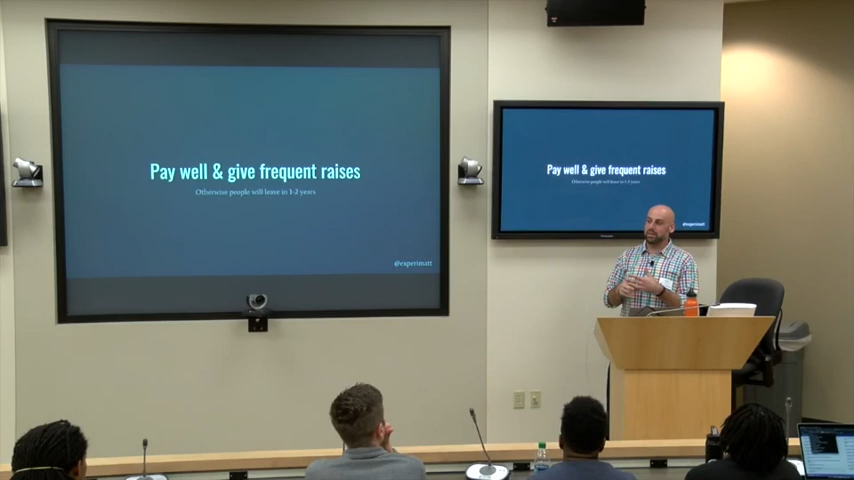 Pay well & give frequent raises
Otherwise people will leave in 1-2 years
@experimatt
Pay well & give frequent raises
Otherwise people will leave in 1-2 years
@experimatt